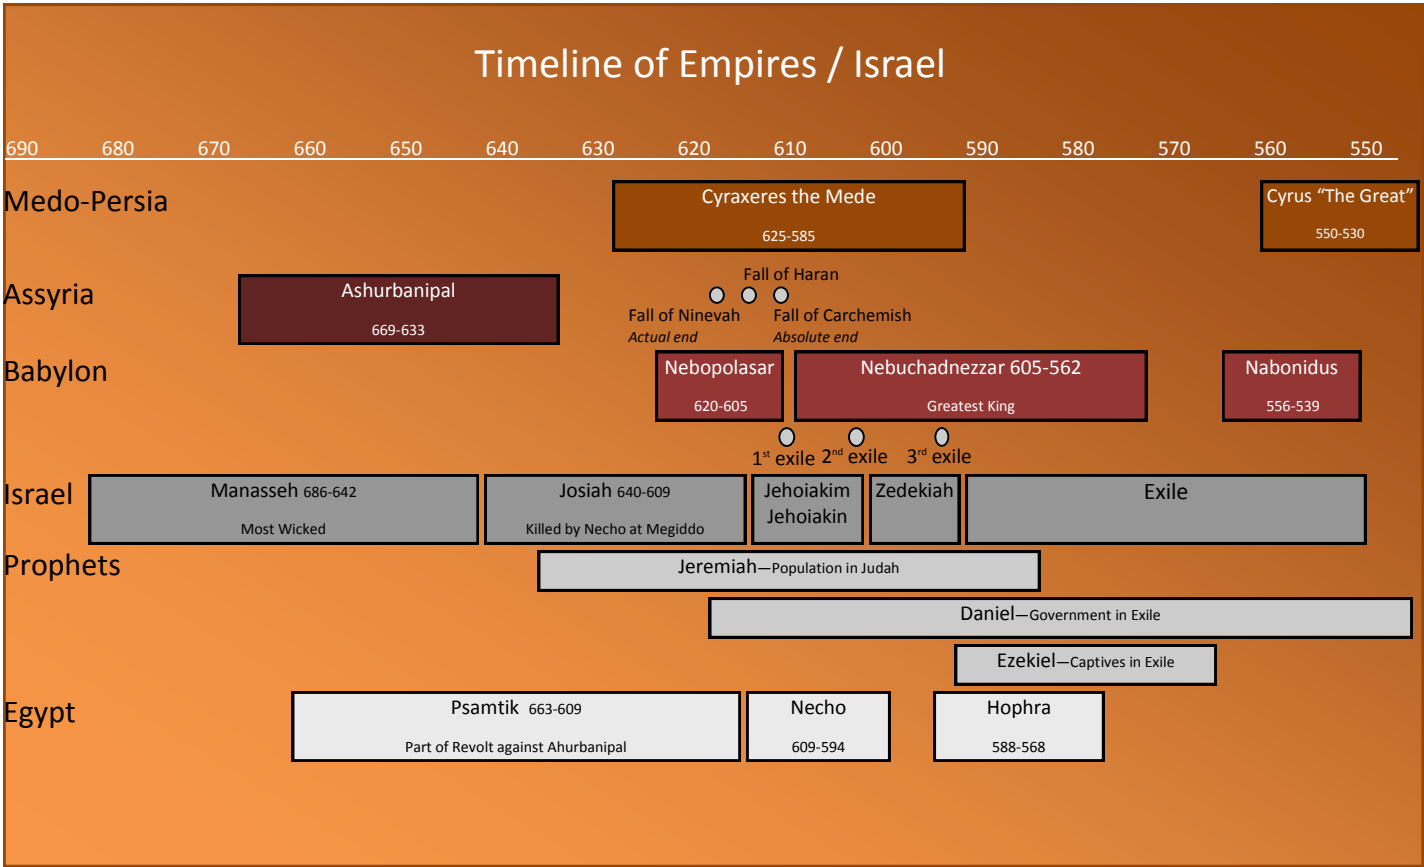 Timeline of Empires / Israel
690 680 670 660 650 640 630 620 610 600 590 580 570 560 550
Medo-Persia
Cyraxeres the Mede
625-585
Cyrus “The Great”
550-530
Assyria
Ashurbanipal
669-633
Fall of Haran
Fall of Ninevah
Actual end
Fall of Carchemish
Absolute end
Babylon
Nebopolasar
620-605
Nebuchadnezzar 605-562
Greatest King
Nabonidus
556-539
1st exile 2nd exile 3rd exile
Israel
Manasseh 686-642
Most Wicked
Josiah 640-609
Killed by Necho at Megiddo
Jehoiakim
Jehoiakin
Zedekiah
Exile
Prophets
Jeremiah—Population in Judah
Daniel—Government in Exile
Ezekiel—Captives in Exile
Egypt
Psamtik 663-609
Part of Revolt against Ahurbanipal
Necho
609-594
Hophra
588-568